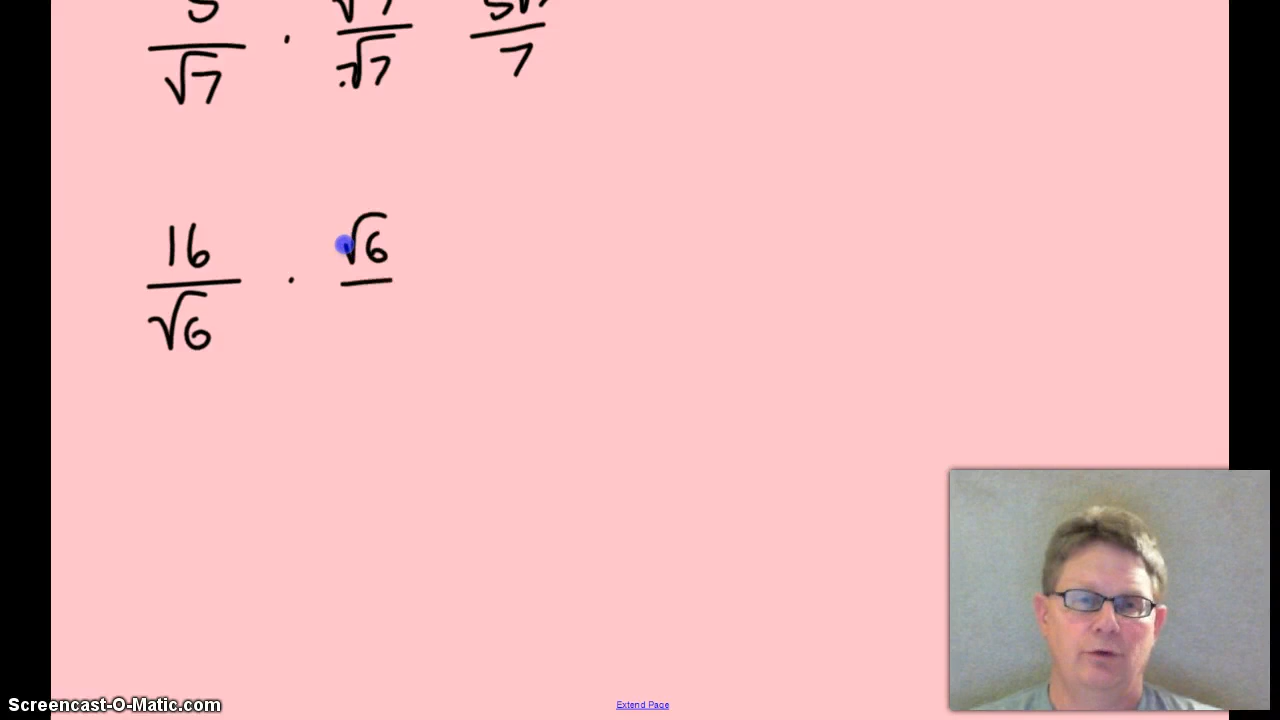 5/√7 · √7/√7 5√7/7
16/√6 · √6/
Extend Page
Screencast-O-Matic.com